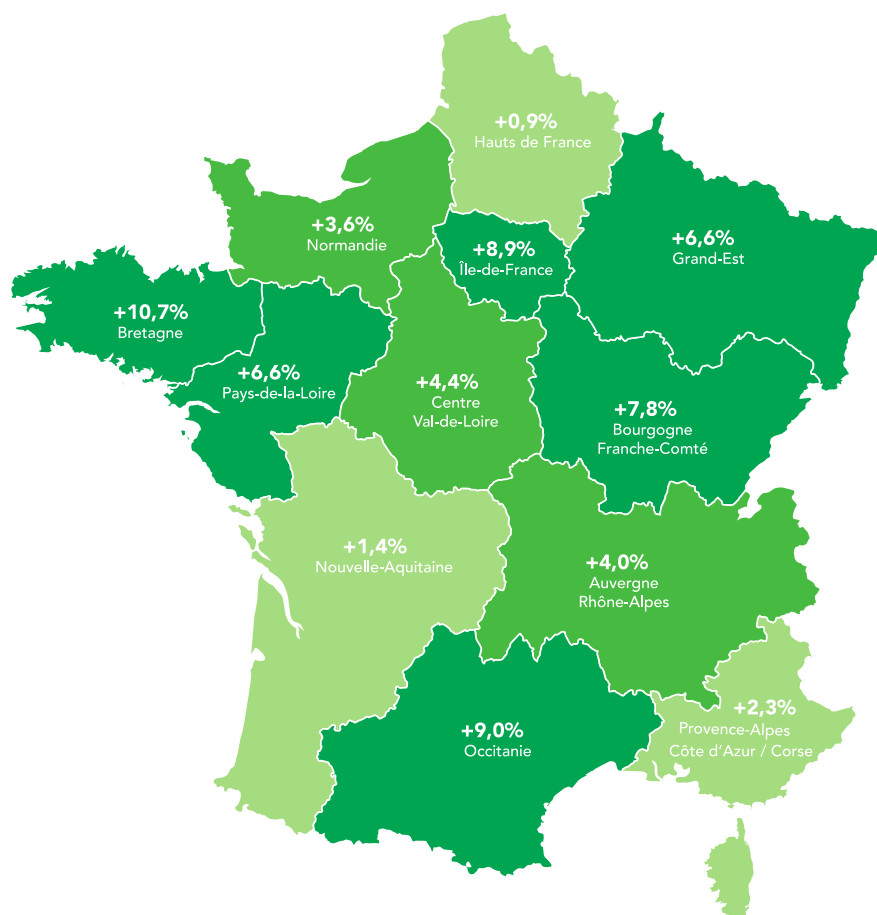 +0,9%
Hauts de France
+3,6%
Normandie
+8,9%
Île-de-France
+6,6%
Grand-Est
+10,7%
Bretagne
+6,6%
Pays-de-la-Loire
+4,4%
Centre
Val-de-Loire
+7,8%
Bourgogne
Franche-Comté
+1,4%
Nouvelle-Aquitaine
+4,0%
Auvergne
Rhône-Alpes
+9,0%
Occitanie
+2,3%
Provence-Alpes
Côte d'Azur / Corse